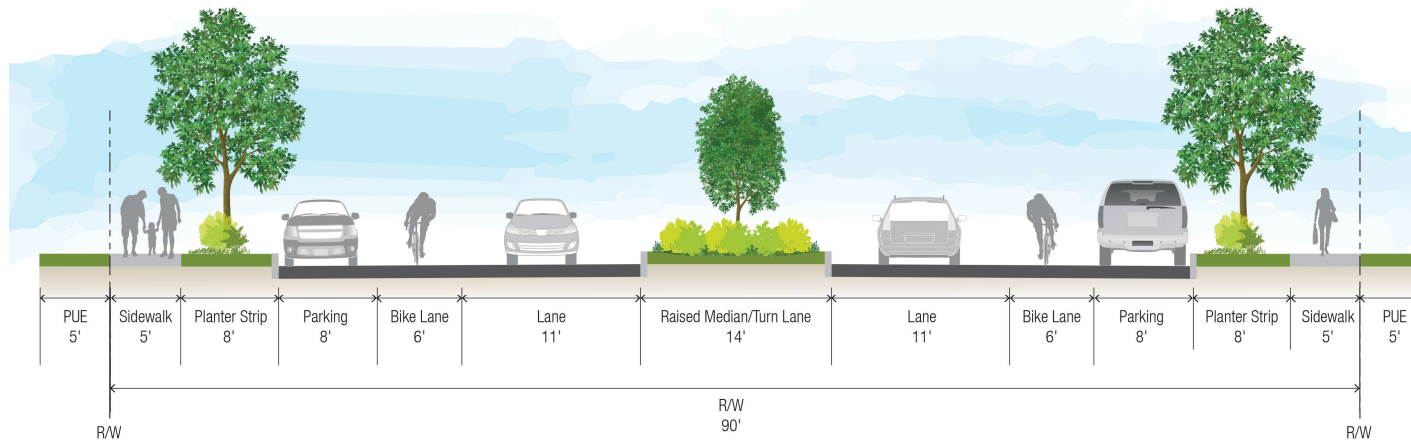 PUE
5'
Sidewalk
5'
Planter Strip
8'
Parking
8'
Bike Lane
6'
Lane
11'
Raised Median/Turn Lane
14'
Lane
11'
Bike Lane
6'
Parking
8'
Planter Strip
8'
Sidewalk
5'
PUE
5'
R/W
90'
R/W
R/W